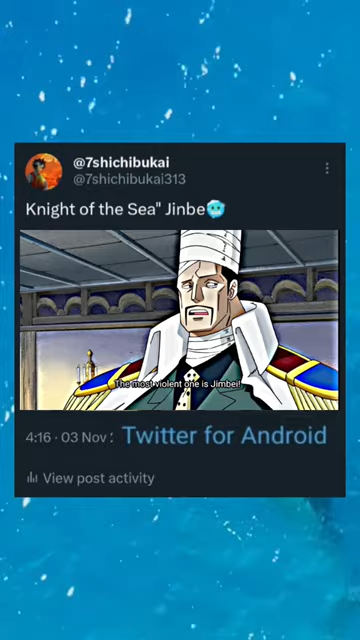 @7shichibukai
@7shichibukai313
Knight of the Sea" Jinbe🥶
The most violent one is Jimbei!
4:16 · 03 Nov : Twitter for Android
View post activity